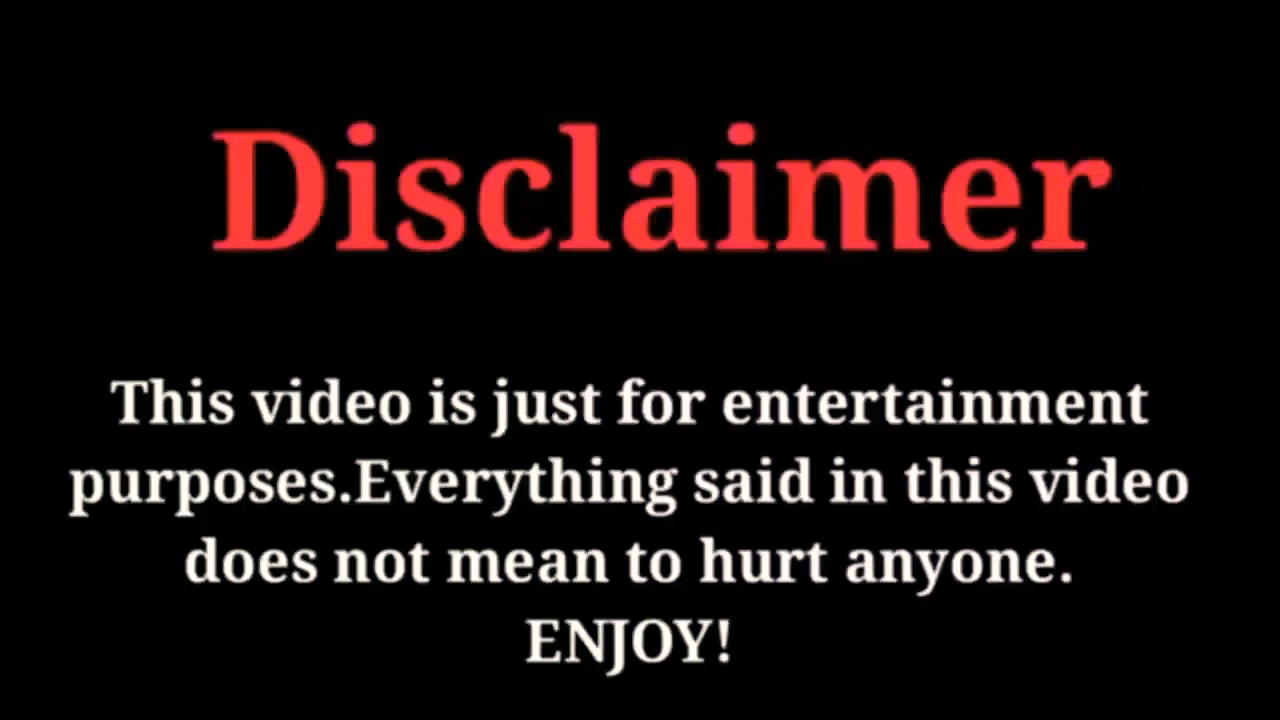 Disclaimer
This video is just for entertainment
purposes.Everything said in this video
does not mean to hurt anyone.
ENJOY!